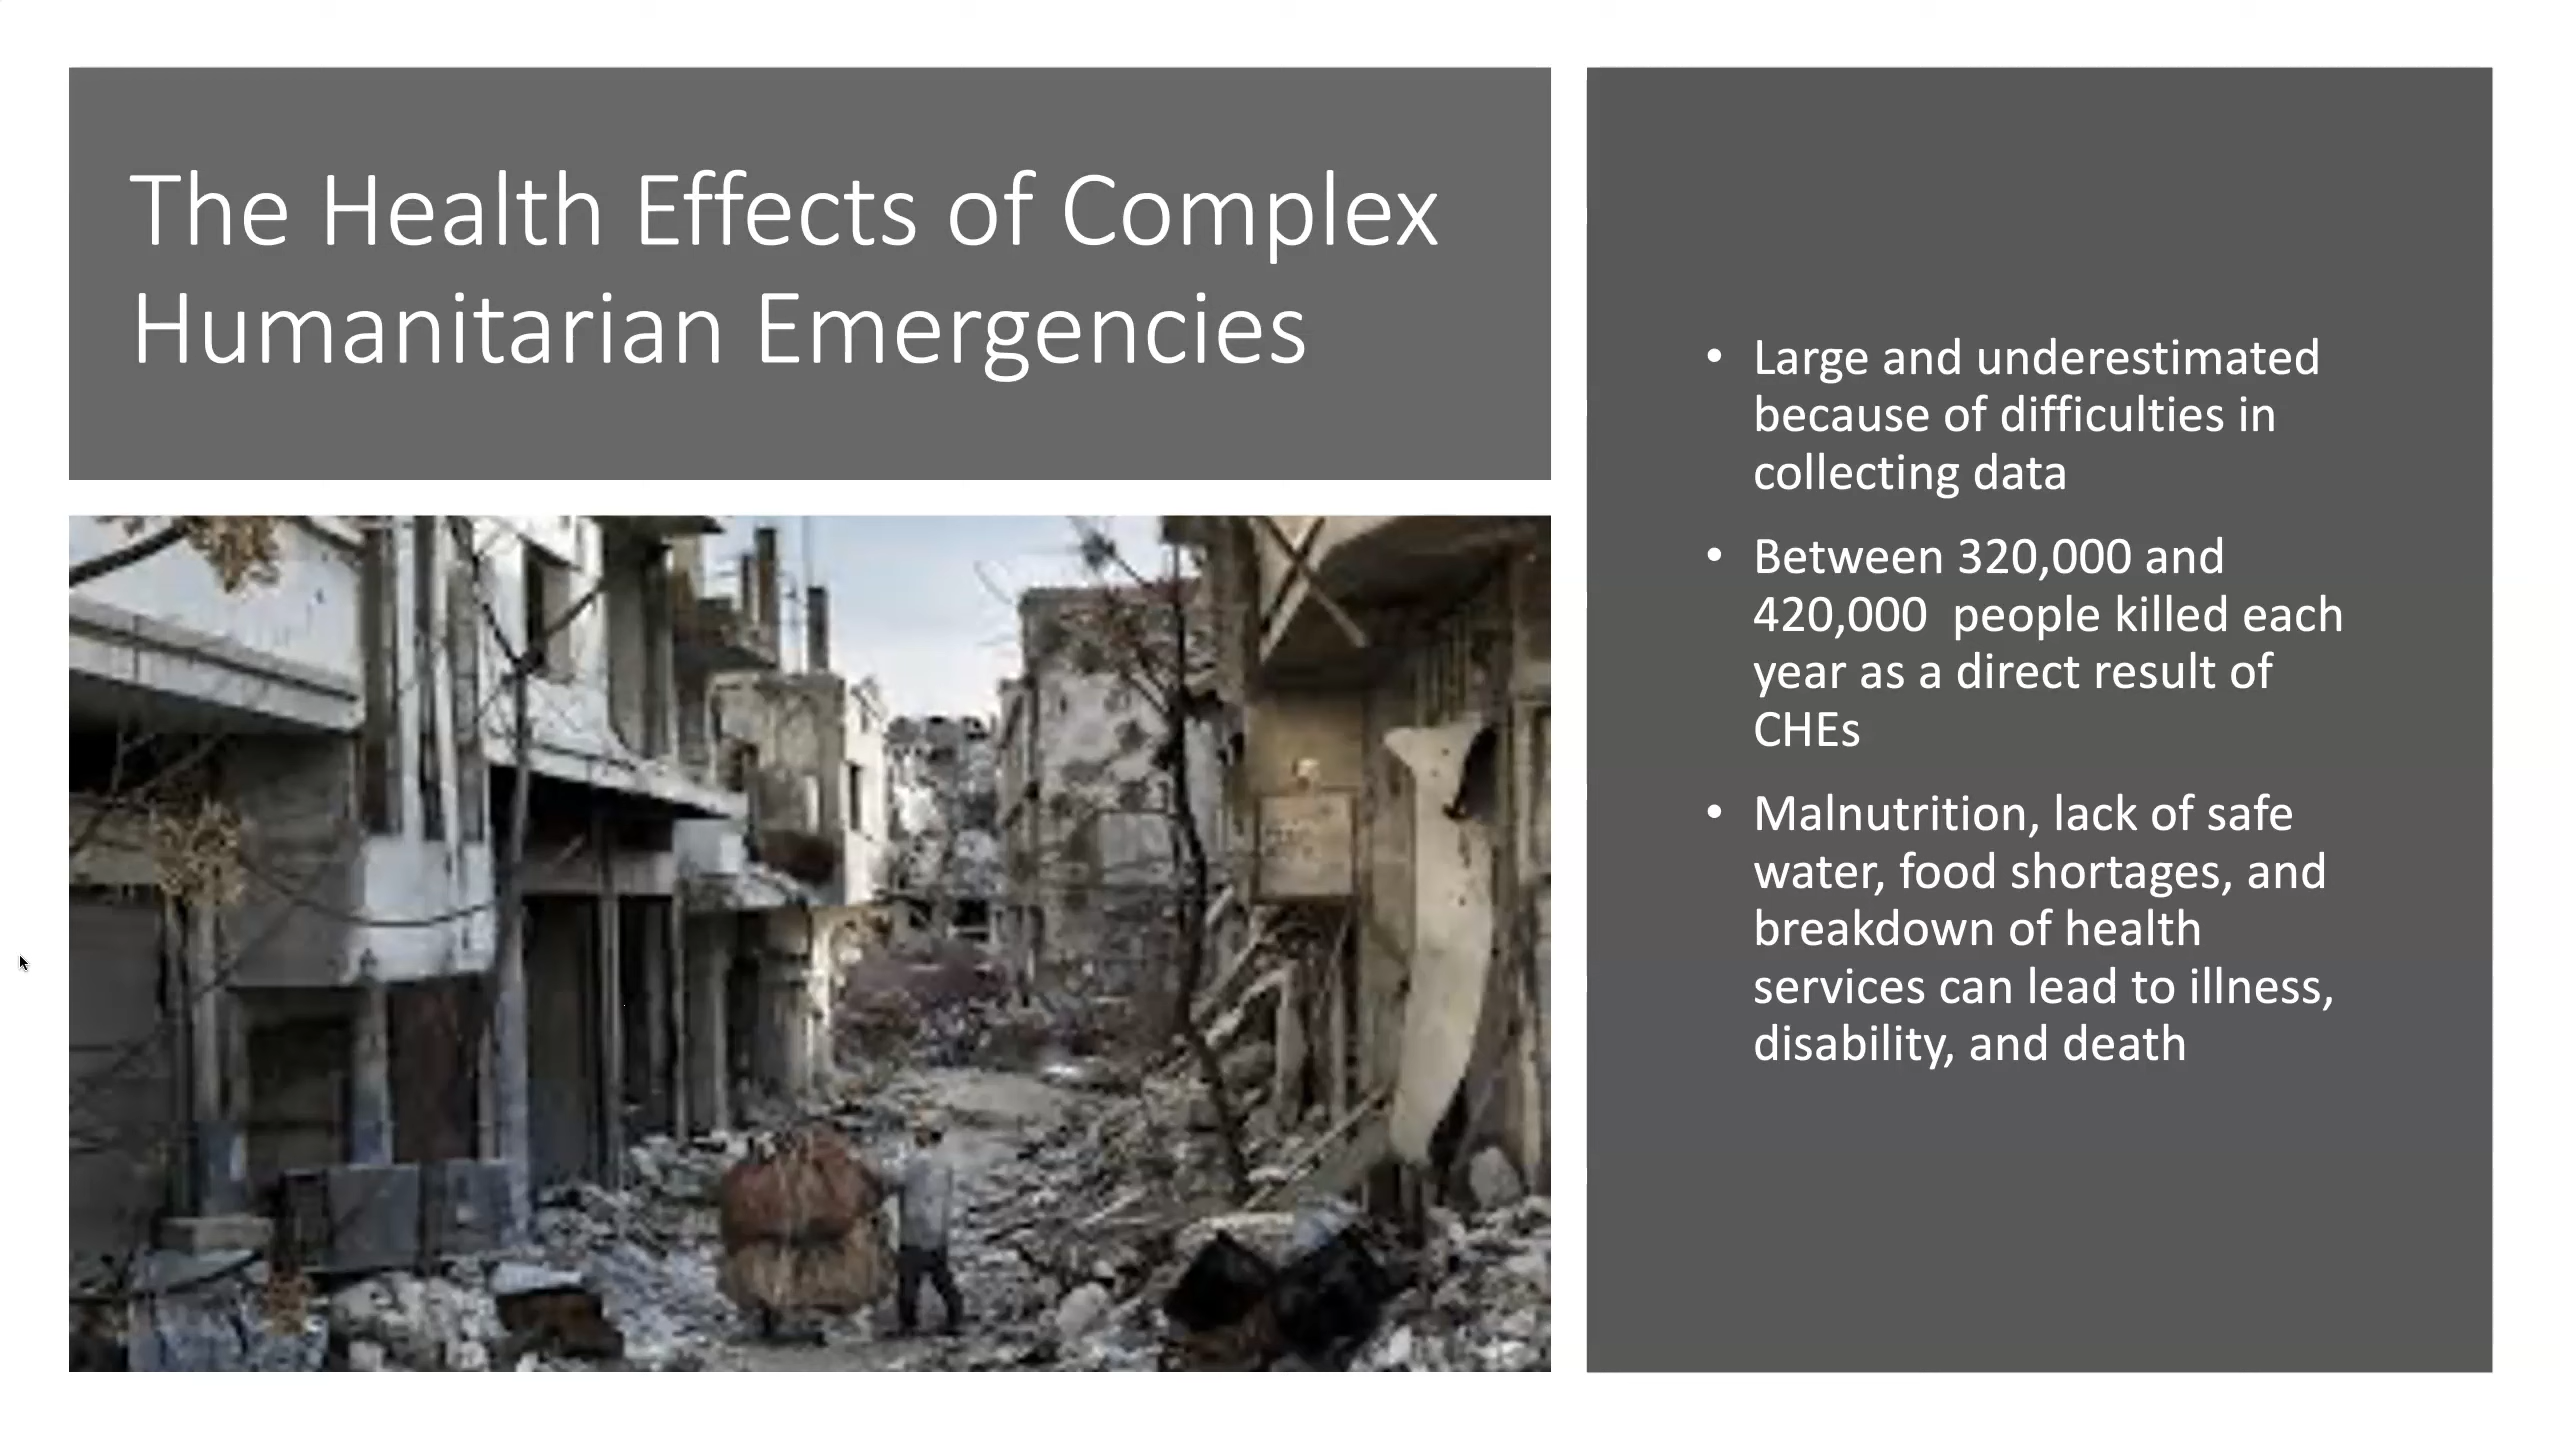 The Health Effects of Complex
Humanitarian Emergencies
• Large and underestimated
because of difficulties in
collecting data
• Between 320,000 and
420,000  people killed each
year as a direct result of
CHEs
• Malnutrition, lack of safe
water, food shortages, and
breakdown of health
services can lead to illness,
disability, and death